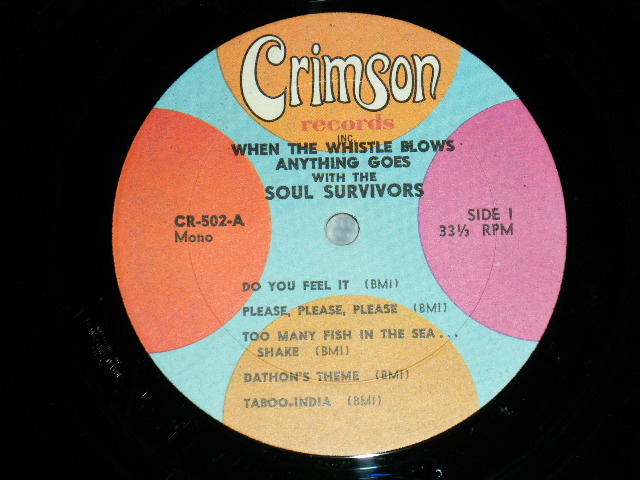 Crimson
records
INC.
WHEN THE WHISTLE BLOWS
ANYTHING GOES
WITH THE
SOUL SURVIVORS
CR-502-A
Mono
SIDE 1
33⅓ RPM
DO YOU FEEL IT (BMI)
PLEASE, PLEASE, PLEASE (BMI)
TOO MANY FISH IN THE SEA...
SHAKE (BMI)
DATHON'S THEME (BMI)
TABOO-INDIA (BMI)